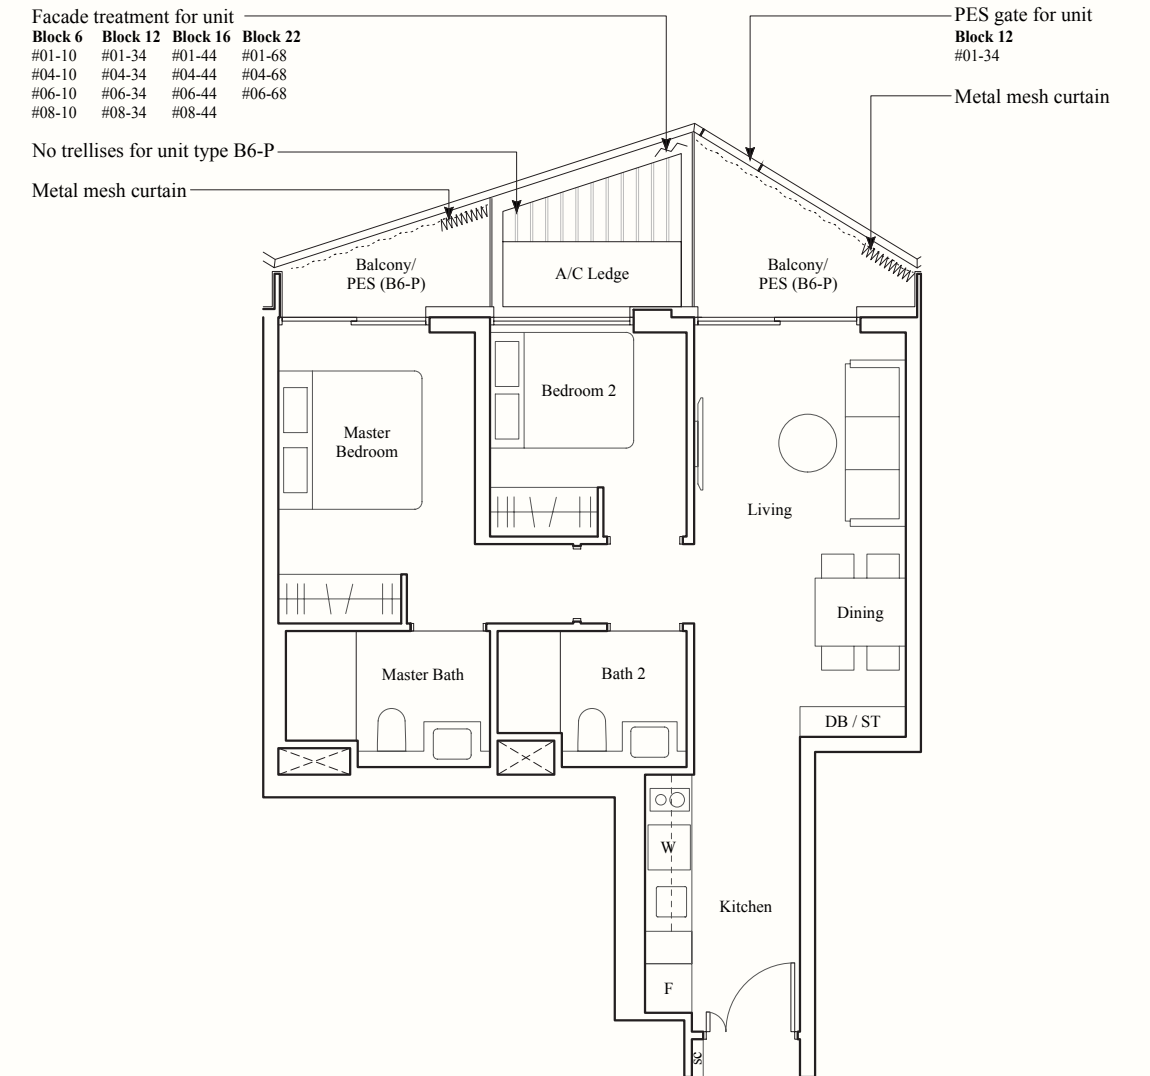 Facade treatment for unit
Block 6 Block 12 Block 16 Block 22
#01-10 #01-34 #01-44 #01-68
#04-10 #04-34 #04-44 #04-68
#06-10 #06-34 #06-44 #06-68
#08-10 #08-34 #08-44
PES gate for unit
Block 12
#01-34
Metal mesh curtain
No trellises for unit type B6-P
Metal mesh curtain
Balcony/
PES (B6-P)
A/C Ledge
Balcony/
PES (B6-P)
Bedroom 2
Master
Bedroom
Living
Dining
Master Bath
Bath 2
DB / ST
W
Kitchen
F
SC